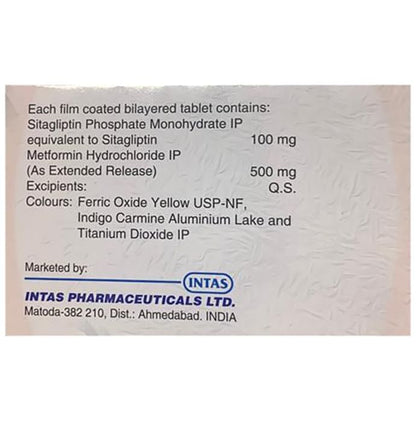 Each film coated bilayered tablet contains:
Sitagliptin Phosphate Monohydrate IP
equivalent to Sitagliptin 100 mg
Metformin Hydrochloride IP
(As Extended Release) 500 mg
Excipients: Q.S.
Colours: Ferric Oxide Yellow USP-NF,
Indigo Carmine Aluminium Lake and
Titanium Dioxide IP
Marketed by:
INTAS
INTAS PHARMACEUTICALS LTD.
Matoda-382 210, Dist.: Ahmedabad. INDIA